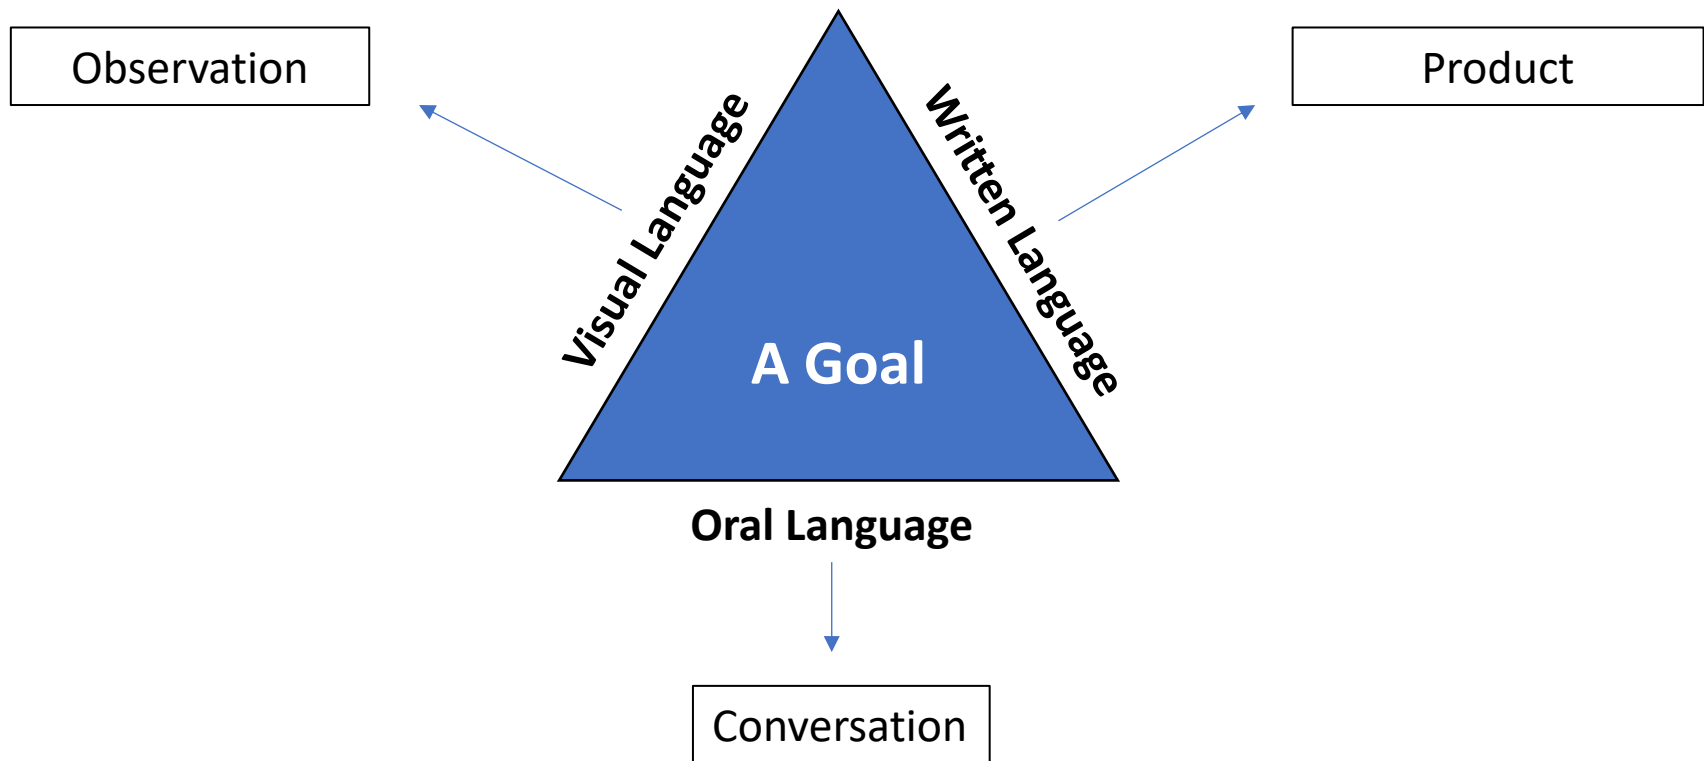 Observation
Product
Visual Language
Written Language
A Goal
Oral Language
Conversation